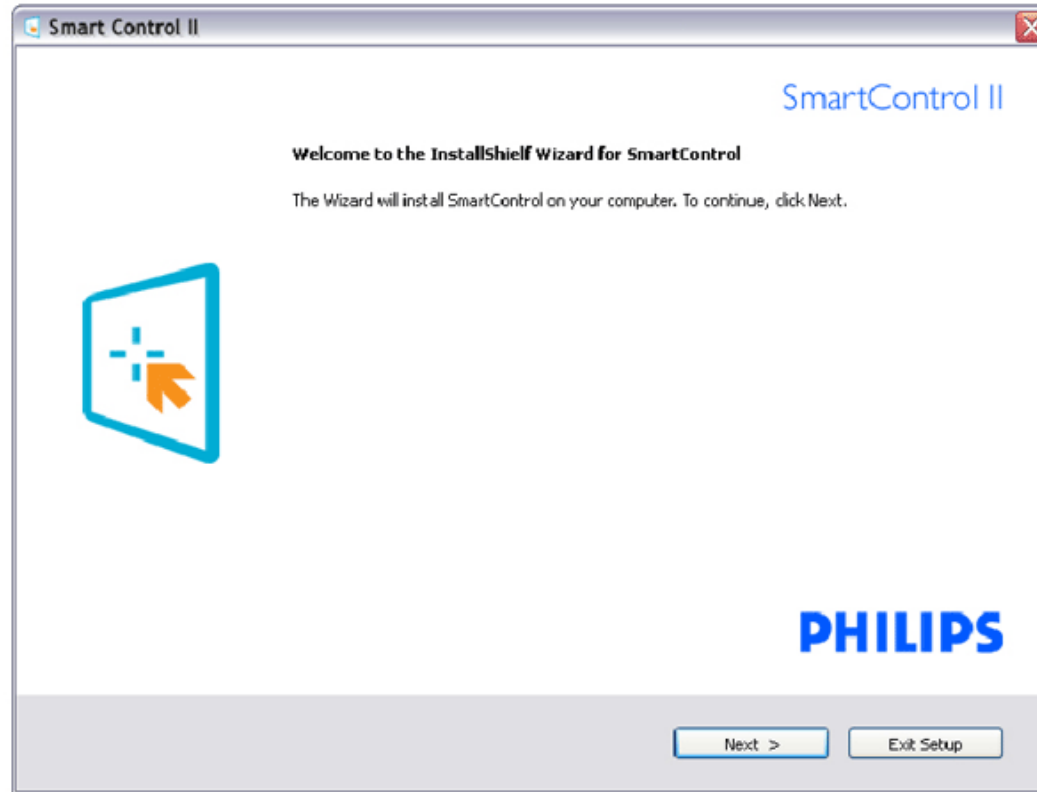 Smart Control II
SmartControl II
Welcome to the InstallShielf Wizard for SmartControl
The Wizard will install SmartControl on your computer. To continue, click Next.
PHILIPS
Next >
Exit Setup